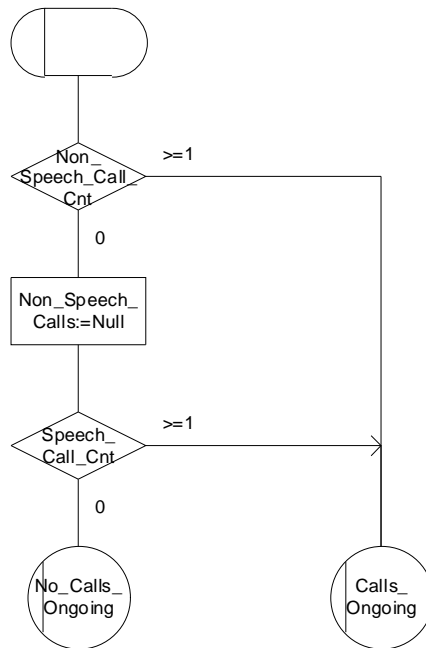 Non_
Speech_Call_
Cnt
>=1
0
Non_Speech_
Calls:=Null
Speech_
Call_Cnt
>=1
0
No_Calls_
Ongoing
Calls_
Ongoing